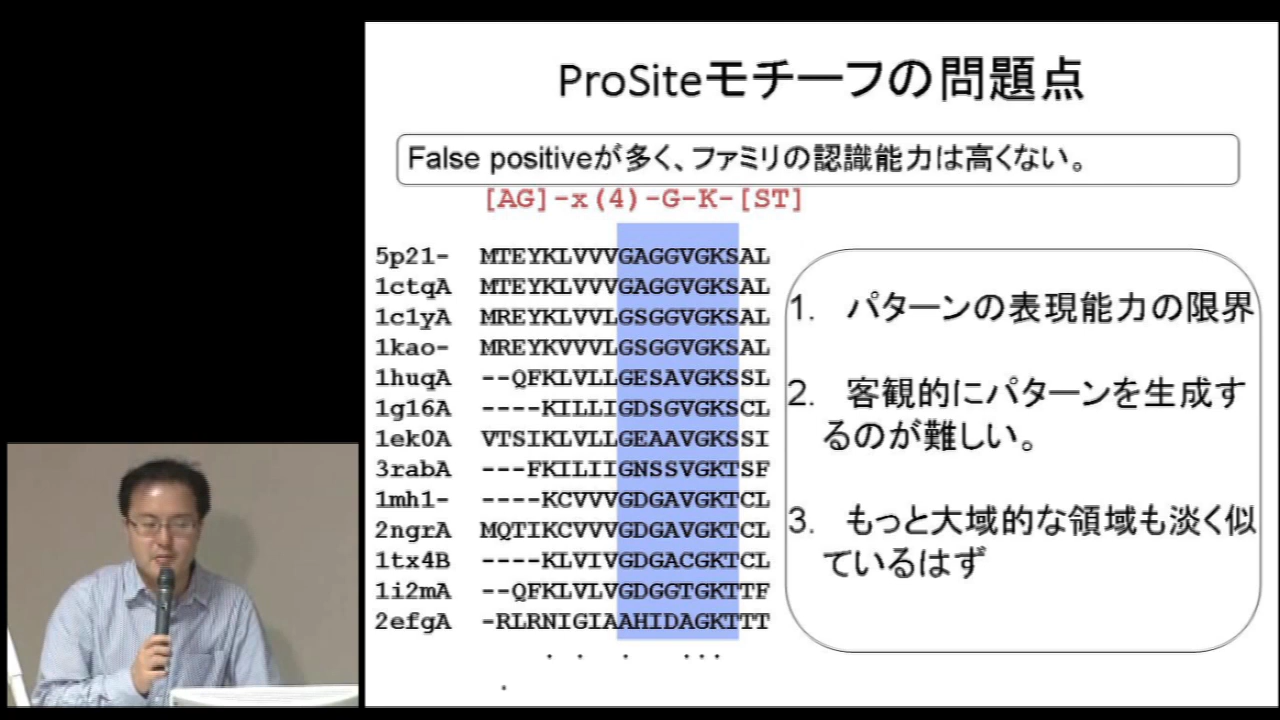 ProSiteモチーフの問題点
False positiveが多く、ファミリの認識能力は高くない。
[AG]-x(4)-G-K-[ST]
5p21- MTEYKLVVVGAGGVGKSAL
1ctqA MTEYKLVVVGAGGVGKSAL
1c1yA MREYKLVVLGSGGVGKSAL
1kao- MREYKVVVLGSGGVGKSAL
1huqA --QFKLVLLGESAVGKSSL
1g16A ----KILLIGDSGVGKSCL
1ek0A VTSIKLVLLGEAAVGKSSI
3rabA ---FKILIIGNSSVGKTSF
1mh1- ----KCVVVGDGAVGKTCL
2ngrA MQTIKCVVVGDGAVGKTCL
1tx4B ----KLVIVGDGACGKTCL
1i2mA --QFKLVLVGDGGTGKTTF
2efgA -RLRNIGIAAHIDAGKTTT
. . . ...
.
1. パターンの表現能力の限界
2. 客観的にパターンを生成す
るのが難しい。
3. もっと大域的な領域も淡く似
ているはず